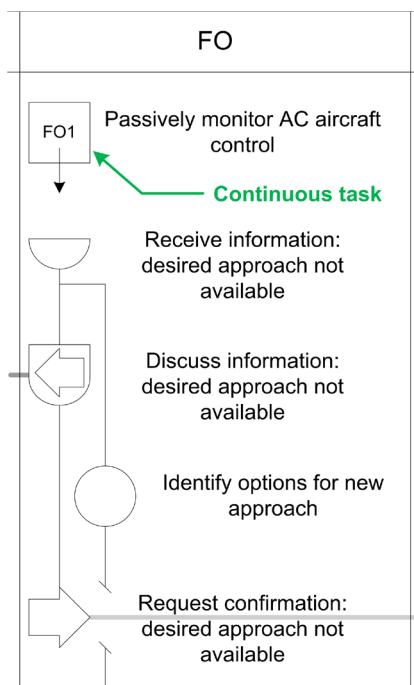 FO
FO1
Passively monitor AC aircraft
control
Continuous task
Receive information:
desired approach not
available
Discuss information:
desired approach not
available
Identify options for new
approach
Request confirmation:
desired approach not
available